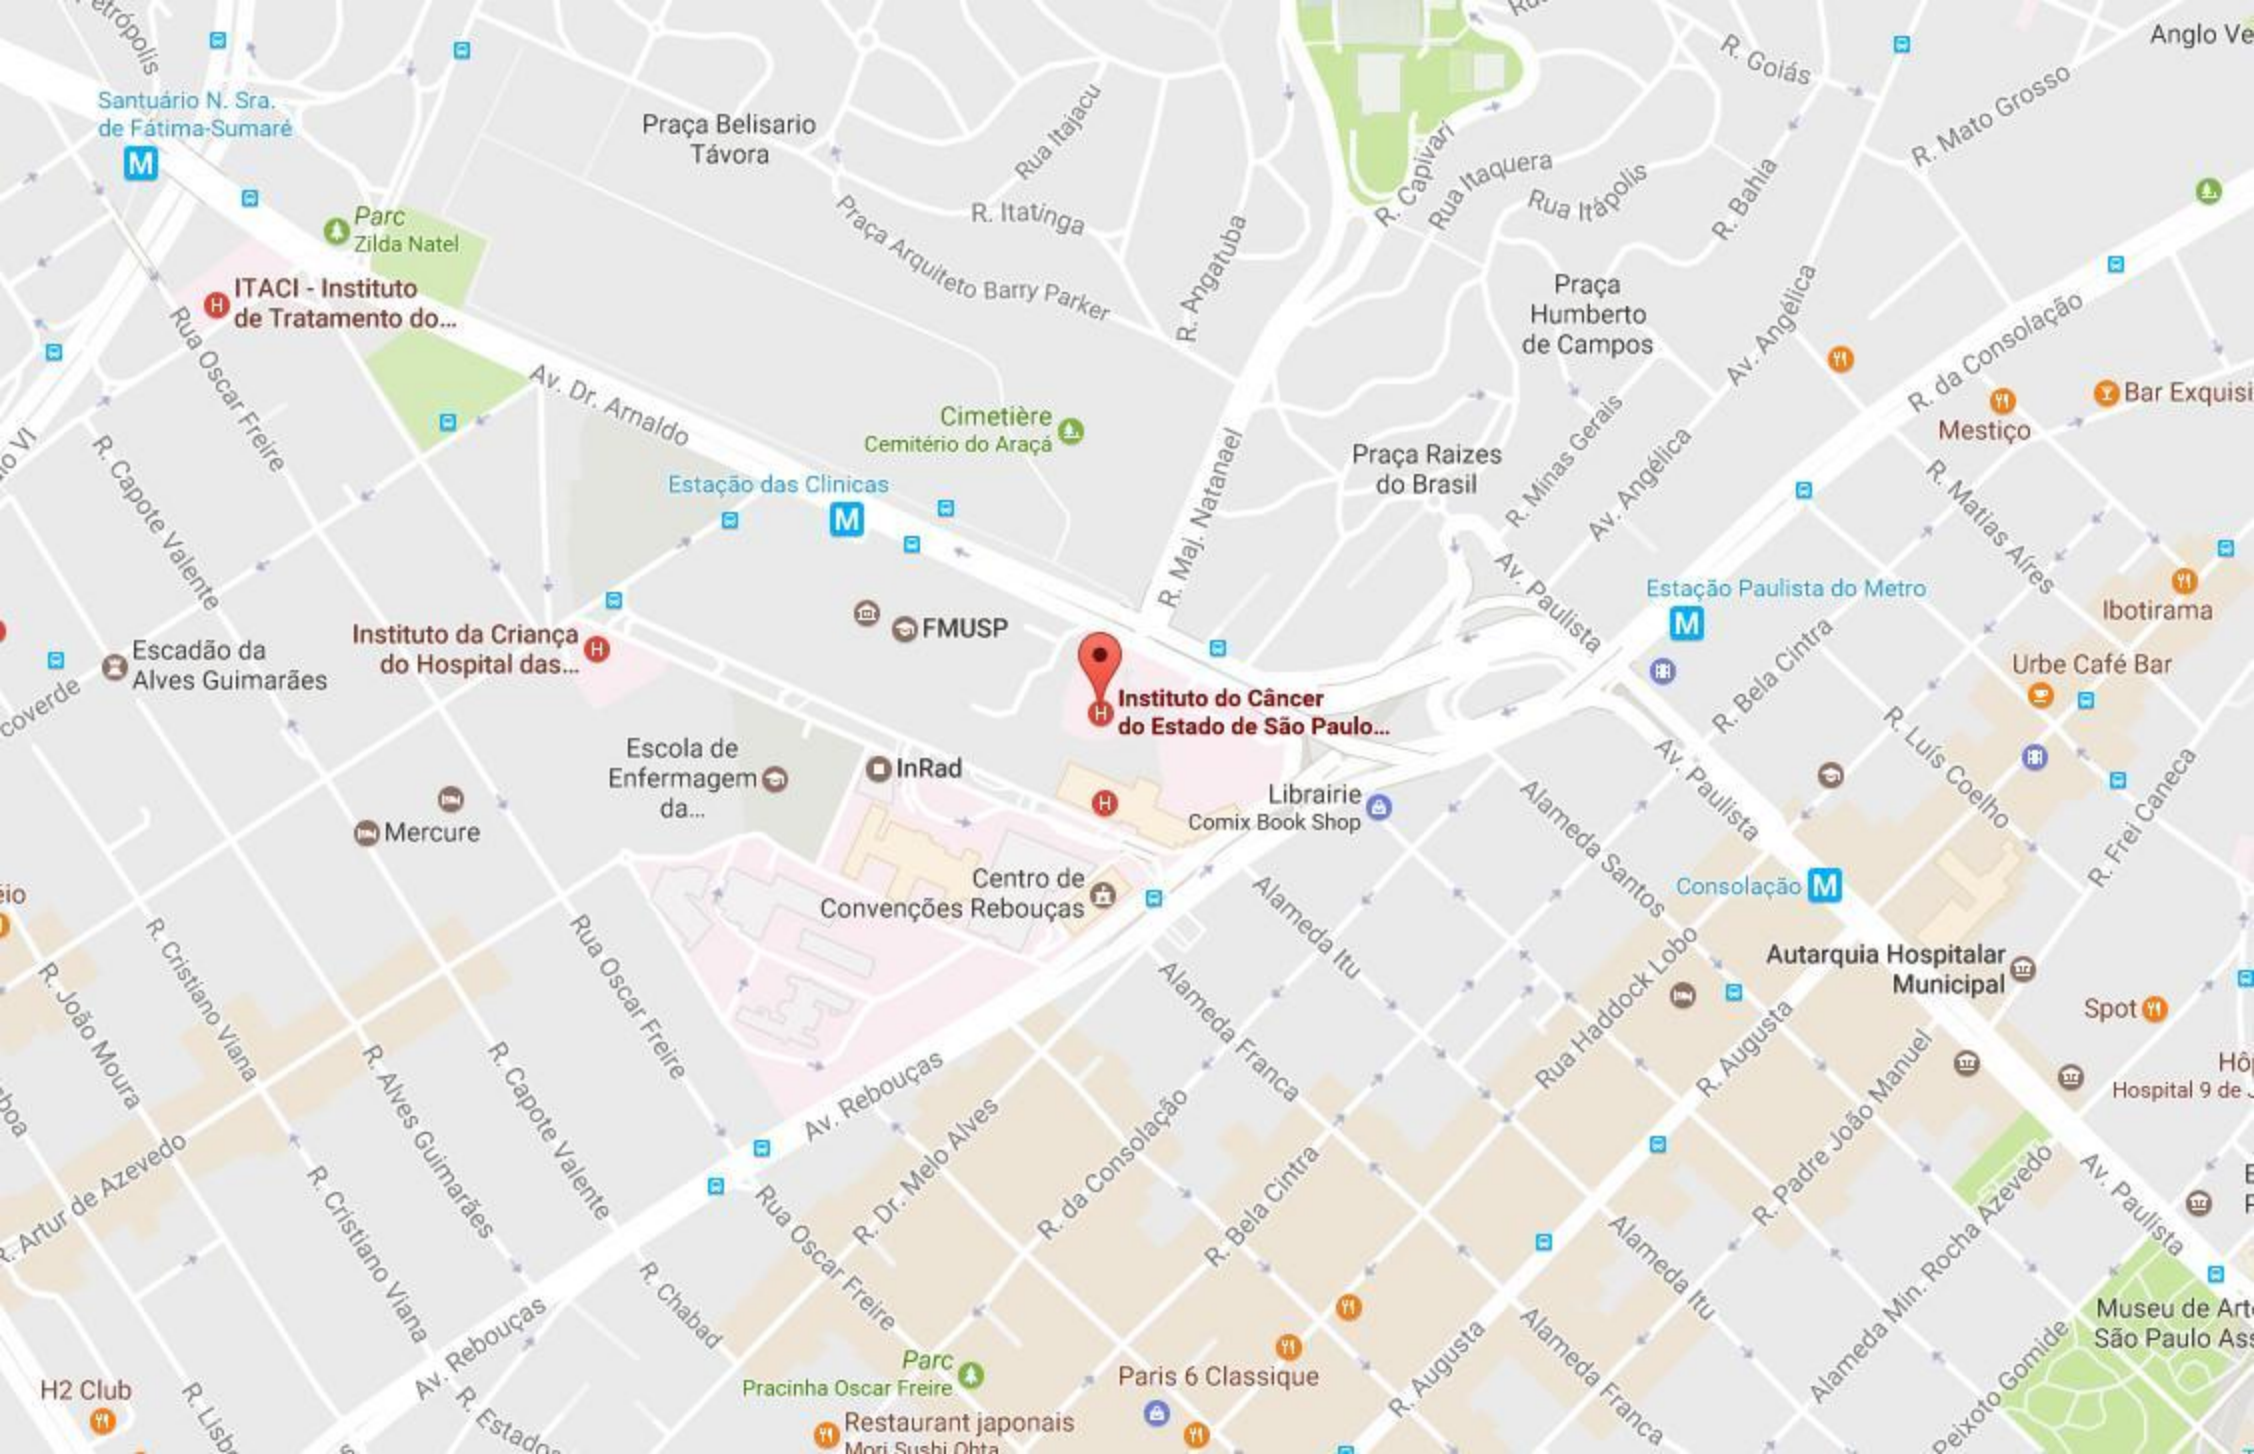 Anglo
R. Goiás
R. Mato Grosso
Santuário N. Sra.
de Fátima-Sumaré
M
Praça Belisario
Távora
Rua Itajacu
R. Capivari
Rua Itaquera
Rua Itápolis
R. Bahia
Parc
Zilda Natel
R. Itatinga
Praça Arquiteto Barry Parker
R. Angatuba
ITACI - Instituto
de Tratamento do...
H
Praça
Humberto
de Campos
Av. Angélica
R. da Consolação
Rua Oscar Freire
Av. Dr. Arnaldo
Cimetière
Cemitério do Araçá
R. Maj. Natanael
Praça Raizes
do Brasil
R. Minas Gerais
Av. Angélica
Mestiço
Bar Exquisi
R. Matias Aires
VI
R. Capote Valente
Estação das Clinicas
M
Av. Paulista
Estação Paulista do Metro
M
Ibotirama
Escadão da
Alves Guimarães
Instituto da Criança
do Hospital das...
H
FMUSP
Instituto do Câncer
do Estado de São Paulo...
H
R. Bela Cintra
Urbe Café Bar
coverde
Escola de
Enfermagem
da...
InRad
H
Librairie
Comix Book Shop
Alameda Santos
Av. Paulista
R. Luís Coelho
R. Frei Caneca
Mercure
Centro de
Convenções Rebouças
Alameda Itu
Consolação
M
R. João Moura
R. Cristiano Viana
Rua Oscar Freire
Alameda Franca
Rua Haddock Lobo
Autarquia Hospitalar
Municipal
Spot
R. Alves Guimarães
R. Capote Valente
Av. Rebouças
R. Augusta
R. Padre João Manuel
Hospital 9 de
R. Artur de Azevedo
R. Cristiano Viana
R. Dr. Melo Alves
R. da Consolação
R. Bela Cintra
Alameda Min. Rocha Azevedo
Av. Paulista
Rua Oscar Freire
R. Chabad
Alameda Itu
Museu de Art
São Paulo Ass
Av. Rebouças
H2 Club
R. Lisb
R. Estados
Parc
Pracinha Oscar Freire
Restaurant japonais
Mori Sushi Ohta
Paris 6 Classique
R. Augusta
Alameda Franca
Peixoto Gomide